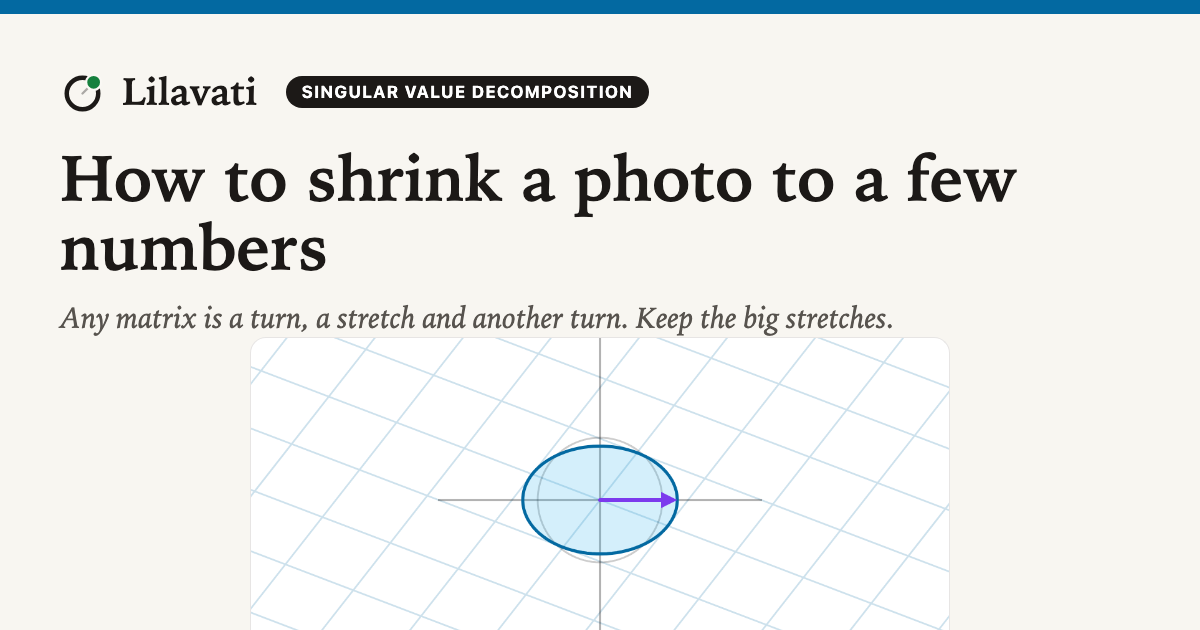 Lilavati
SINGULAR VALUE DECOMPOSITION
How to shrink a photo to a few
numbers
Any matrix is a turn, a stretch and another turn. Keep the big stretches.